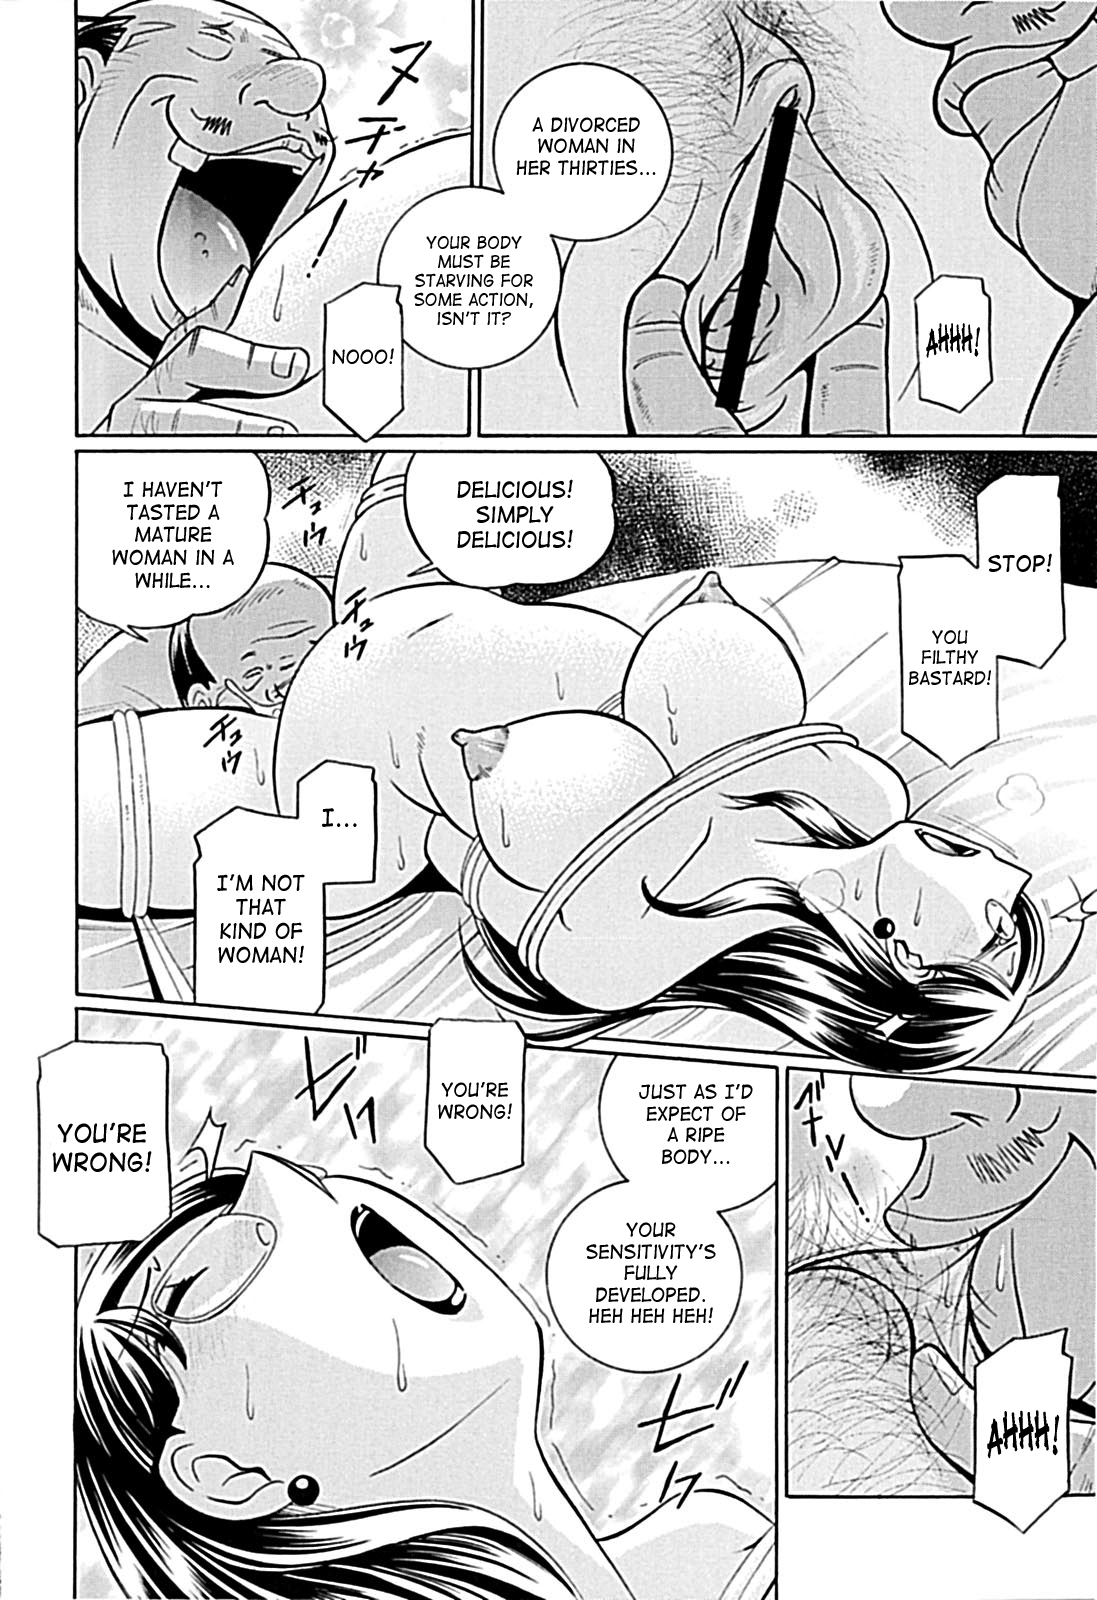 A DIVORCED
WOMAN IN
HER THIRTIES...
YOUR BODY
MUST BE
STARVING FOR
SOME ACTION,
ISN'T IT?
AHHH!
NOOO!
ヌ
チャ
STOP!
YOU
FILTHY
BASTARD!
DELICIOUS!
SIMPLY
DELICIOUS!
I HAVEN'T
TASTED A
MATURE
WOMAN IN A
WHILE...
チュウ
チュウ
チュウ
I...
I'M NOT
THAT
KIND OF
WOMAN!
AHHH!
JUST AS I'D
EXPECT OF
A RIPE
BODY...
YOUR
SENSITIVITY'S
FULLY
DEVELOPED.
HEH HEH HEH!
YOU'RE
WRONG!
YOU'RE
WRONG!